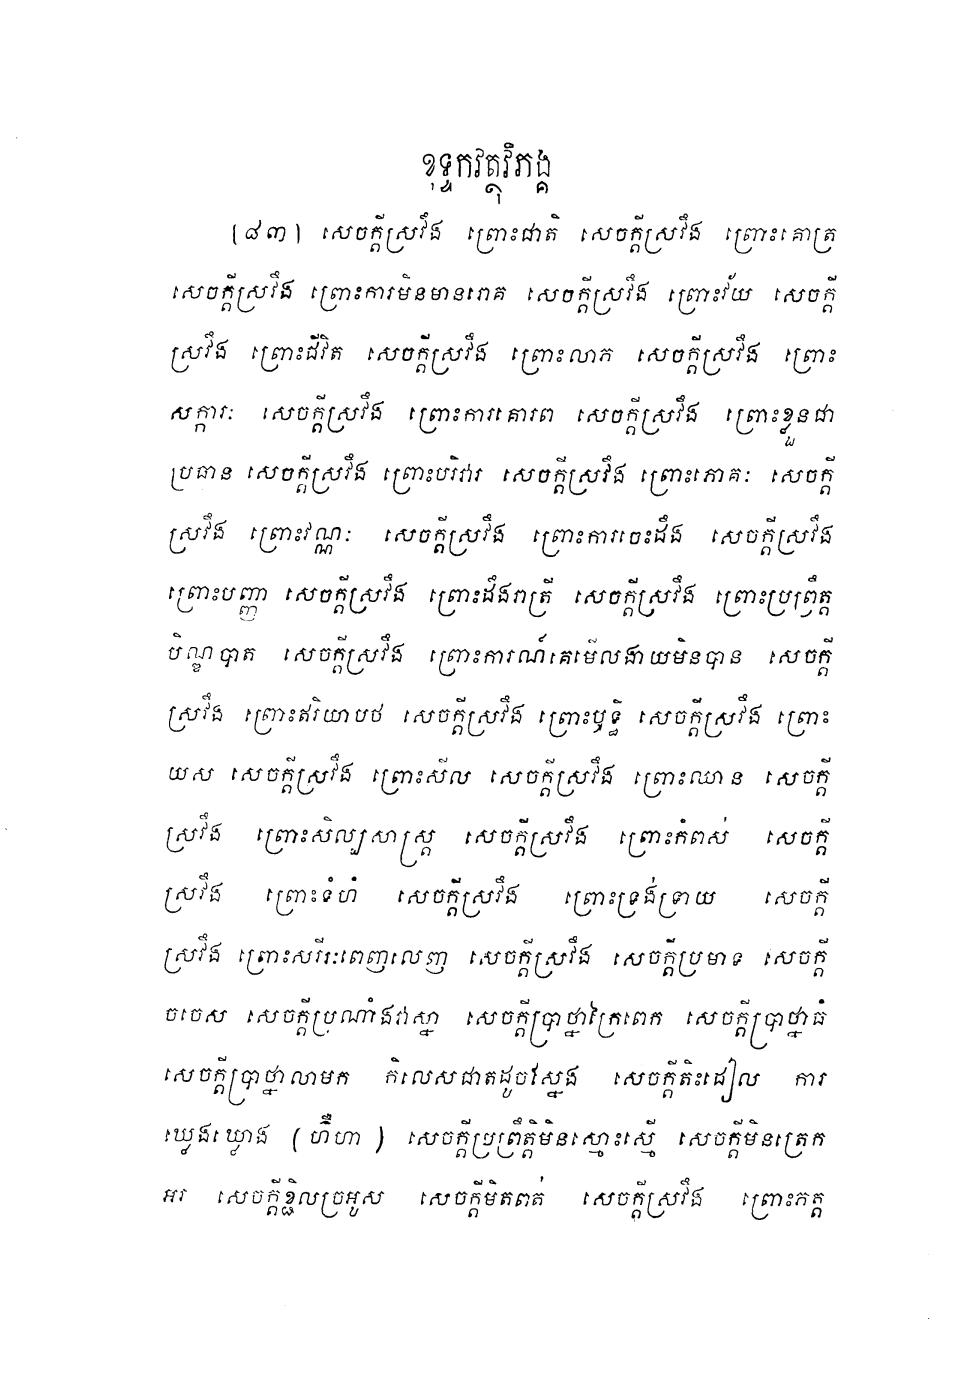 ខុទ្ទកវត្ថុវិភង្គ
[៨៣] សេចក្តីស្រវឹង ព្រោះជាតិ សេចក្តីស្រវឹង ព្រោះគោត្រ
សេចក្តីស្រវឹង ព្រោះការមិនមានរោគ សេចក្តីស្រវឹង ព្រោះវ័យ សេចក្តី
ស្រវឹង ព្រោះជីវិត សេចក្តីស្រវឹង ព្រោះលាភ សេចក្តីស្រវឹង ព្រោះ
សក្ការៈ សេចក្តីស្រវឹង ព្រោះការគោរព សេចក្តីស្រវឹង ព្រោះខ្លួនជា
ប្រធាន សេចក្តីស្រវឹង ព្រោះបរិវារ សេចក្តីស្រវឹង ព្រោះភោគៈ សេចក្តី
ស្រវឹង ព្រោះវណ្ណៈ សេចក្តីស្រវឹង ព្រោះការចេះដឹង សេចក្តីស្រវឹង
ព្រោះបញ្ញា សេចក្តីស្រវឹង ព្រោះដឹងរាត្រី សេចក្តីស្រវឹង ព្រោះប្រព្រឹត្ត
បិណ្ឌបាត សេចក្តីស្រវឹង ព្រោះការណ៍គេមើលងាយមិនបាន សេចក្តី
ស្រវឹង ព្រោះឥរិយាបថ សេចក្តីស្រវឹង ព្រោះឫទ្ធិ សេចក្តីស្រវឹង ព្រោះ
យស សេចក្តីស្រវឹង ព្រោះសីល សេចក្តីស្រវឹង ព្រោះឈាន សេចក្តី
ស្រវឹង ព្រោះសិល្បសាស្ត្រ សេចក្តីស្រវឹង ព្រោះកំពស់ សេចក្តី
ស្រវឹង ព្រោះទំហំ សេចក្តីស្រវឹង ព្រោះទ្រង់ទ្រាយ សេចក្តី
ស្រវឹង ព្រោះសរីរៈពេញលេញ សេចក្តីស្រវឹង សេចក្តីប្រមាទ សេចក្តី
ចចេស សេចក្តីប្រណាំងវាស្នា សេចក្តីប្រាថ្នាក្រៃពេក សេចក្តីប្រាថ្នាធំ
សេចក្តីប្រាថ្នាលាមក កិលេសជាតដូចស្នែង សេចក្តីតិះដៀល ការ
ឃ្មេងឃ្មោង (ហ៊ឺហា) សេចក្តីប្រព្រឹត្តិមិនស្មោះស្មើ សេចក្តីមិនត្រេក
អរ សេចក្តីខ្ជិលច្រអូស សេចក្តីមិតពត់ សេចក្តីស្រវឹង ព្រោះភត្ត